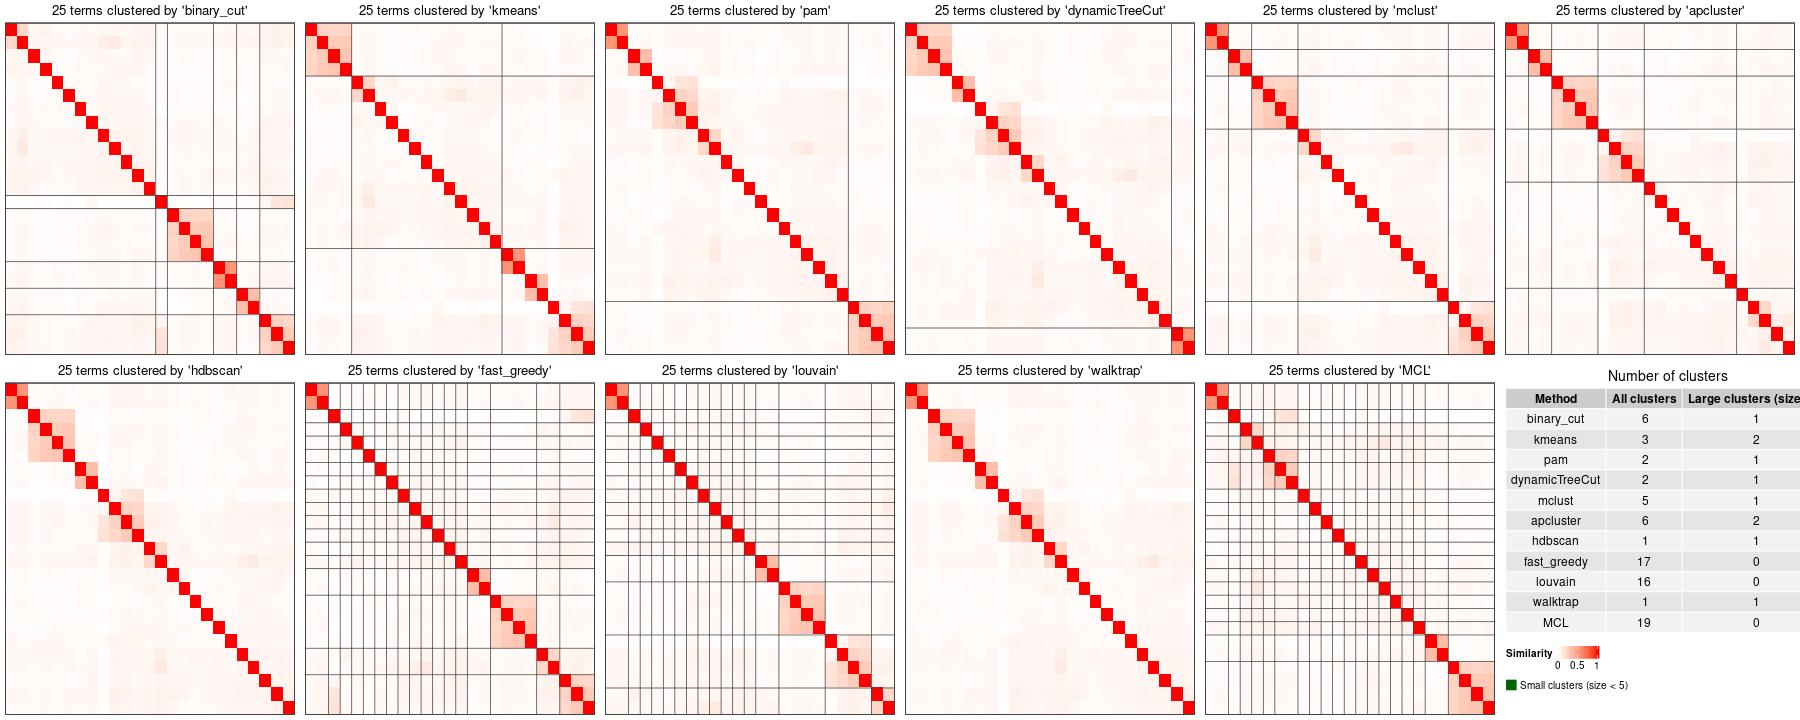 25 terms clustered by 'binary_cut'
25 terms clustered by 'kmeans'
25 terms clustered by 'pam'
25 terms clustered by 'dynamicTreeCut'
25 terms clustered by 'mclust'
25 terms clustered by 'apcluster'
25 terms clustered by 'hdbscan'
25 terms clustered by 'fast_greedy'
25 terms clustered by 'louvain'
25 terms clustered by 'walktrap'
25 terms clustered by 'MCL'
Number of clusters
Method All clusters Large clusters (size
binary_cut 6 1
kmeans 3 2
pam 2 1
dynamicTreeCut 2 1
mclust 5 1
apcluster 6 2
hdbscan 1 1
fast_greedy 17 0
louvain 16 0
walktrap 1 1
MCL 19 0
Similarity
0 0.5 1
Small clusters (size < 5)